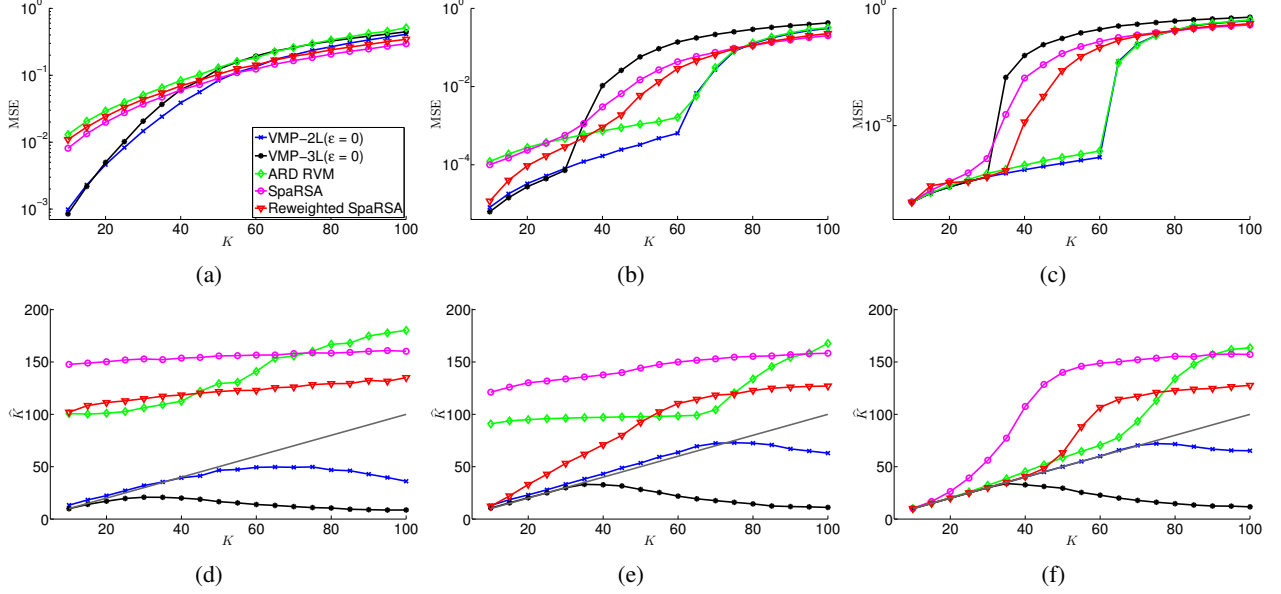 10^0
10^-1
10^-2
10^-3
MSE
20 40 60 80 100
K
VMP-2L(ε = 0)
VMP-3L(ε = 0)
ARD RVM
SpaRSA
Reweighted SpaRSA
(a)
10^0
10^-2
10^-4
MSE
20 40 60 80 100
K
(b)
10^0
10^-5
MSE
20 40 60 80 100
K
(c)
200
150
100
50
0
K̂
20 40 60 80 100
K
(d)
200
150
100
50
0
K̂
20 40 60 80 100
K
(e)
200
150
100
50
0
K̂
20 40 60 80 100
K
(f)